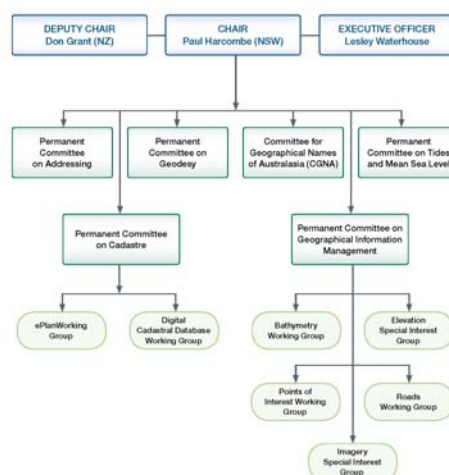 DEPUTY CHAIR
Don Grant (NZ)
CHAIR
Paul Harcombe (NSW)
EXECUTIVE OFFICER
Lesley Waterhouse
Permanent
Committee
on Addressing
Permanent
Committee on
Geodesy
Committee for
Geographical Names
of Australasia (CGNA)
Permanent
Committee on Tides
and Mean Sea Level
Permanent Committee
on Cadastre
Permanent Committee on
Geographical Information
Management
ePlanWorking
Group
Digital
Cadastral Database
Working Group
Bathymetry
Working Group
Elevation
Special Interest
Group
Points of
Interest Working
Group
Roads
Working Group
Imagery
Special Interest
Group